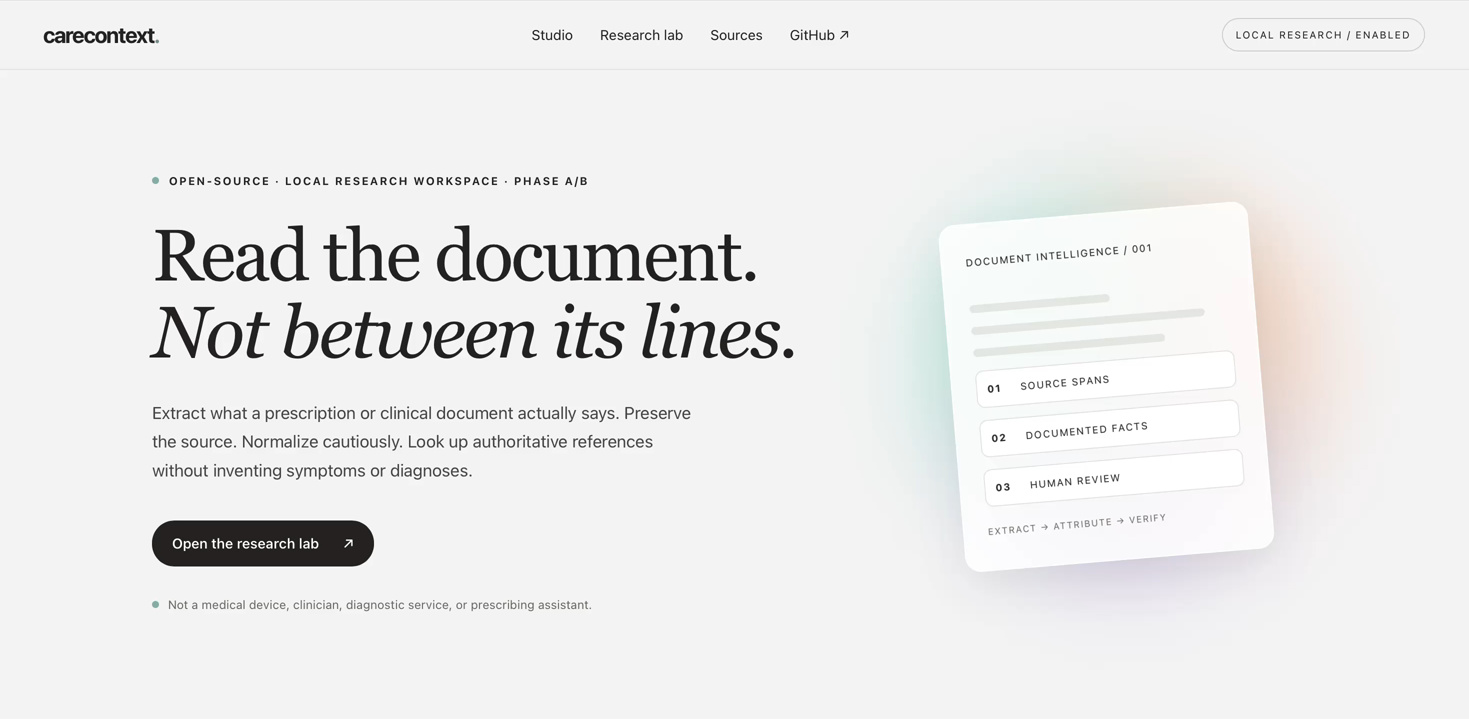 carecontext.
Studio
Research lab
Sources
GitHub ↗
LOCAL RESEARCH / ENABLED
OPEN-SOURCE · LOCAL RESEARCH WORKSPACE · PHASE A/B
Read the document.
Not between its lines.
Extract what a prescription or clinical document actually says. Preserve
the source. Normalize cautiously. Look up authoritative references
without inventing symptoms or diagnoses.
Open the research lab ↗
Not a medical device, clinician, diagnostic service, or prescribing assistant.
DOCUMENT INTELLIGENCE / 001
01 SOURCE SPANS
02 DOCUMENTED FACTS
03 HUMAN REVIEW
EXTRACT → ATTRIBUTE → VERIFY